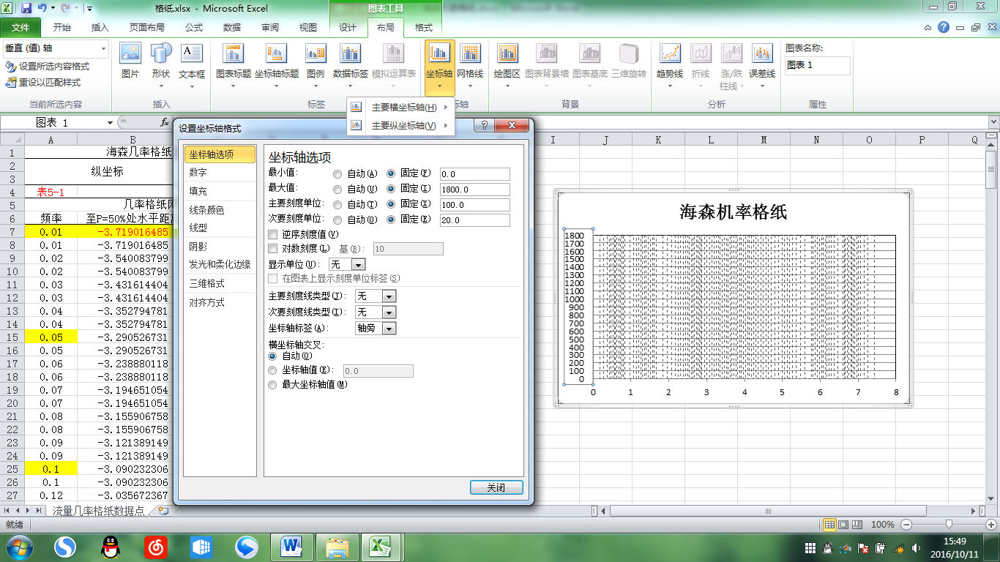 格纸.xlsx - Microsoft Excel
图表工具
文件 开始 插入 页面布局 公式 数据 审阅 视图 设计 布局 格式
垂直 (值) 轴
设置所选内容格式
重设以匹配样式
当前所选内容
图片 形状 文本框
插入
图表标题 坐标轴标题 图例 数据标签 模拟运算表
标签
坐标轴 网格线
轴
主要横坐标轴(H)
主要纵坐标轴(V)
绘图区 图表背景墙 图表基底 三维旋转
背景
趋势线 折线 涨/跌柱线 误差线
分析
图表名称:
图表 1
属性
图表 1 fx
A B I J K L M N O P Q
1 海森几率格纸
2 纵坐标
3
4 表5-1
5 几率格纸网
6 频率 至P=50%处水平距
7 0.01 -3.719016485
8 0.01 -3.719016485
9 0.02 -3.540083799
10 0.02 -3.540083799
11 0.03 -3.431614404
12 0.03 -3.431614404
13 0.04 -3.352794781
14 0.04 -3.352794781
15 0.05 -3.290526731
16 0.05 -3.290526731
17 0.06 -3.238880118
18 0.06 -3.238880118
19 0.07 -3.194651054
20 0.07 -3.194651054
21 0.08 -3.155906758
22 0.08 -3.155906758
23 0.09 -3.121389149
24 0.09 -3.121389149
25 0.1 -3.090232306
26 0.1 -3.090232306
27 0.12 -3.035672367
设置坐标轴格式
坐标轴选项
数字
填充
线条颜色
线型
阴影
发光和柔化边缘
三维格式
对齐方式
坐标轴选项
最小值: 自动(A) 固定(F) 0.0
最大值: 自动(U) 固定(I) 1800.0
主要刻度单位: 自动(T) 固定(X) 100.0
次要刻度单位: 自动(O) 固定(E) 20.0
逆序刻度值(V)
对数刻度(L) 基(B): 10
显示单位(U): 无
在图表上显示刻度单位标签(S)
主要刻度线类型(J): 无
次要刻度线类型(I): 无
坐标轴标签(A): 轴旁
横坐标轴交叉:
自动(O)
坐标轴值(E): 0.0
最大坐标轴值(M)
关闭
海森机率格纸
1800
1700
1600
1500
1400
1300
1200
1100
1000
900
800
700
600
500
400
300
200
100
0
0 1 2 3 4 5 6 7 8
流量几率格纸数据点
就绪
100%
15:49
2016/10/11